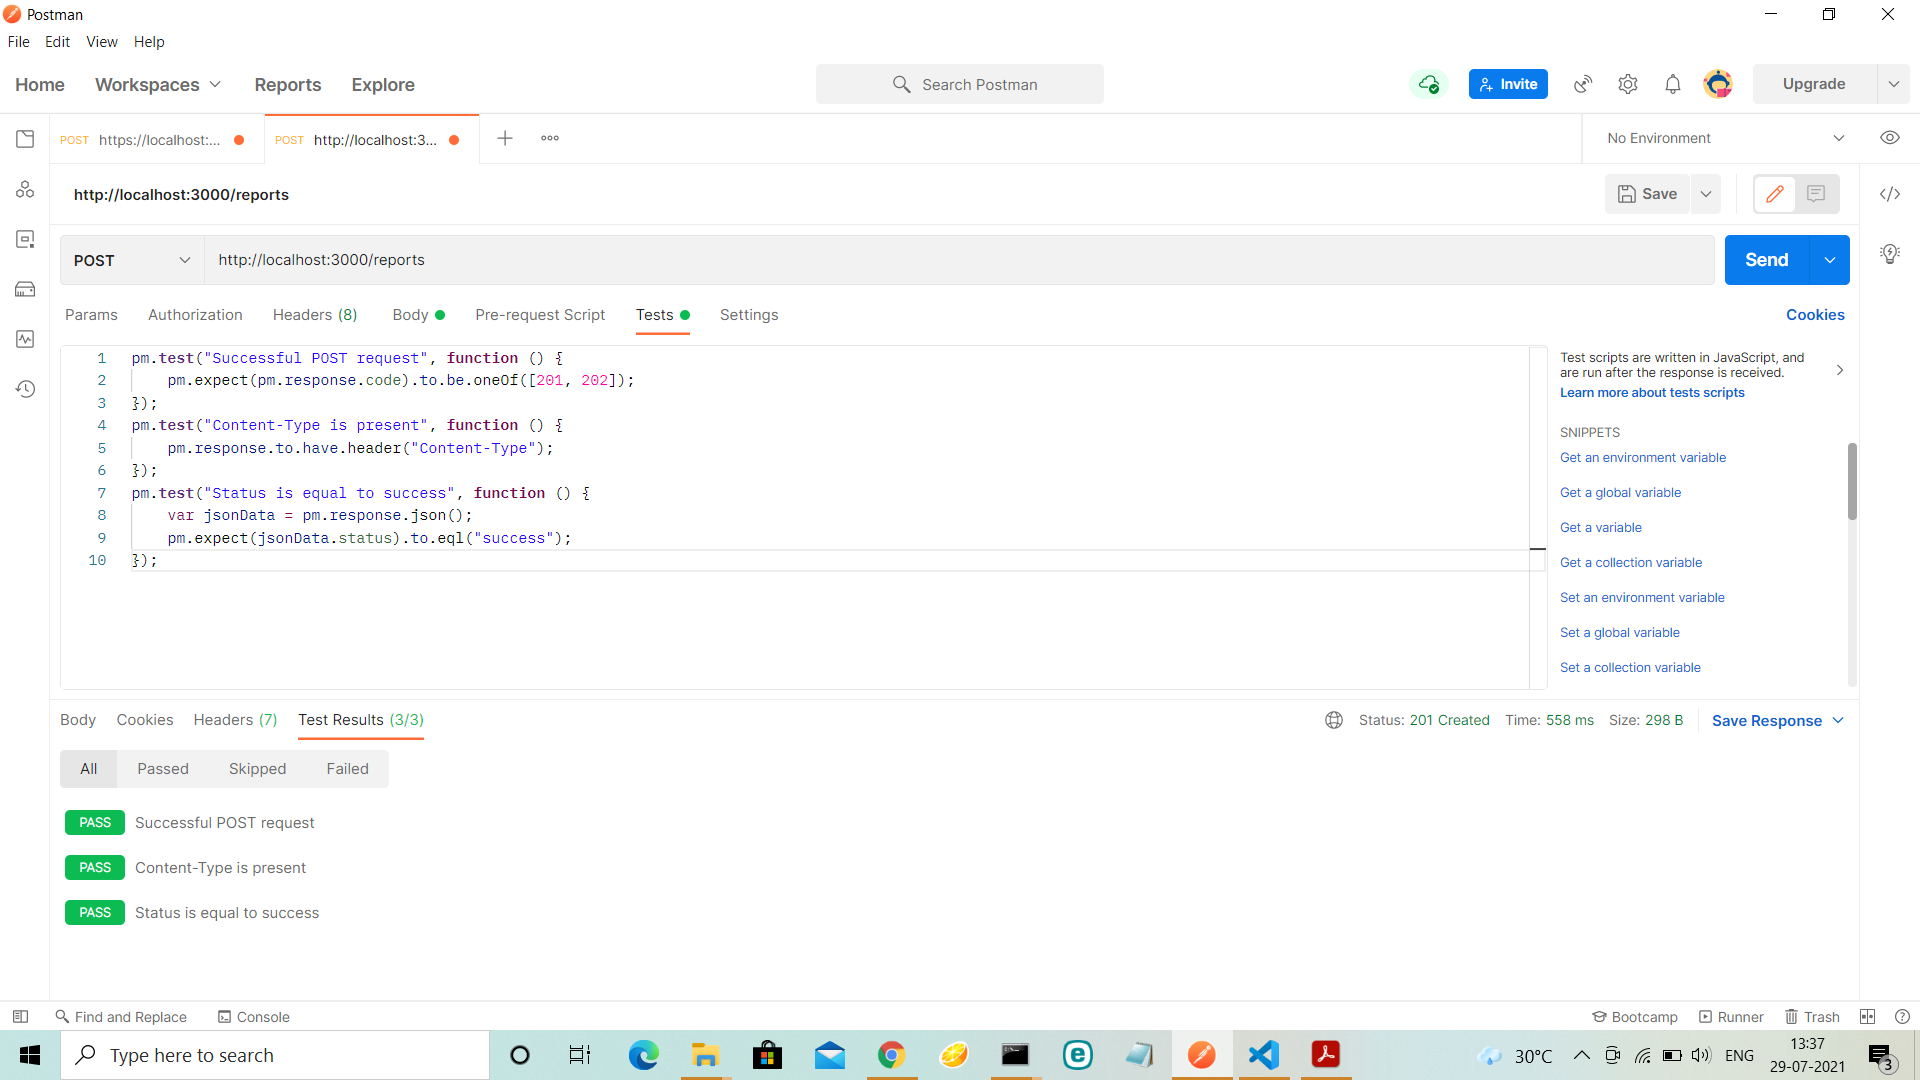 Postman
File Edit View Help
Home Workspaces Reports Explore Search Postman Invite Upgrade
POST https://localhost:... POST http://localhost:3... No Environment
http://localhost:3000/reports Save
POST http://localhost:3000/reports Send
Params Authorization Headers (8) Body Pre-request Script Tests Settings Cookies
1 pm.test("Successful POST request", function () {
2 pm.expect(pm.response.code).to.be.oneOf([201, 202]);
3 });
4 pm.test("Content-Type is present", function () {
5 pm.response.to.have.header("Content-Type");
6 });
7 pm.test("Status is equal to success", function () {
8 var jsonData = pm.response.json();
9 pm.expect(jsonData.status).to.eql("success");
10 });
Test scripts are written in JavaScript, and
are run after the response is received.
Learn more about tests scripts
SNIPPETS
Get an environment variable
Get a global variable
Get a variable
Get a collection variable
Set an environment variable
Set a global variable
Set a collection variable
Body Cookies Headers (7) Test Results (3/3) Status: 201 Created Time: 558 ms Size: 298 B Save Response
All Passed Skipped Failed
PASS Successful POST request
PASS Content-Type is present
PASS Status is equal to success
Find and Replace Console Bootcamp Runner Trash
Type here to search 30°C ENG 13:37
29-07-2021 3